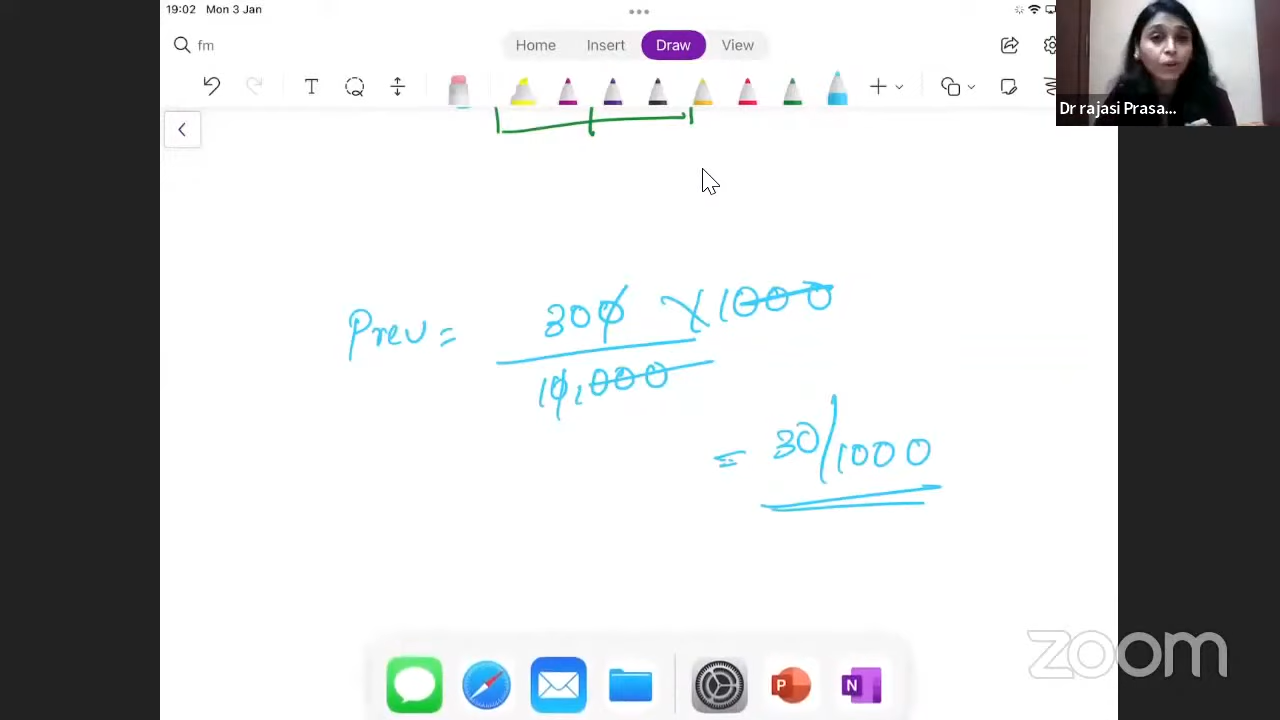 19:02 Mon 3 Jan
fm
Home Insert Draw View
T
Dr rajasi Prasa...
Prev = 300 X 1000
10,000
= 30/1000
P N
zoom